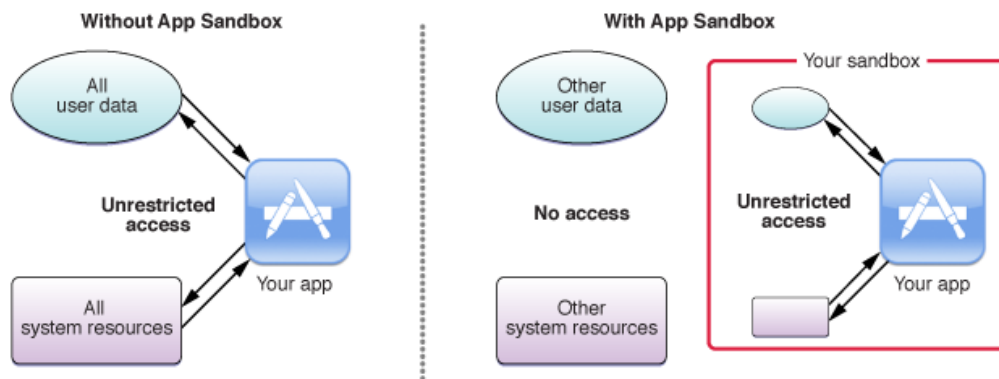 Without App Sandbox
All
user data
Unrestricted
access
Your app
All
system resources
With App Sandbox
Other
user data
No access
Other
system resources
Your sandbox
Unrestricted
access
Your app